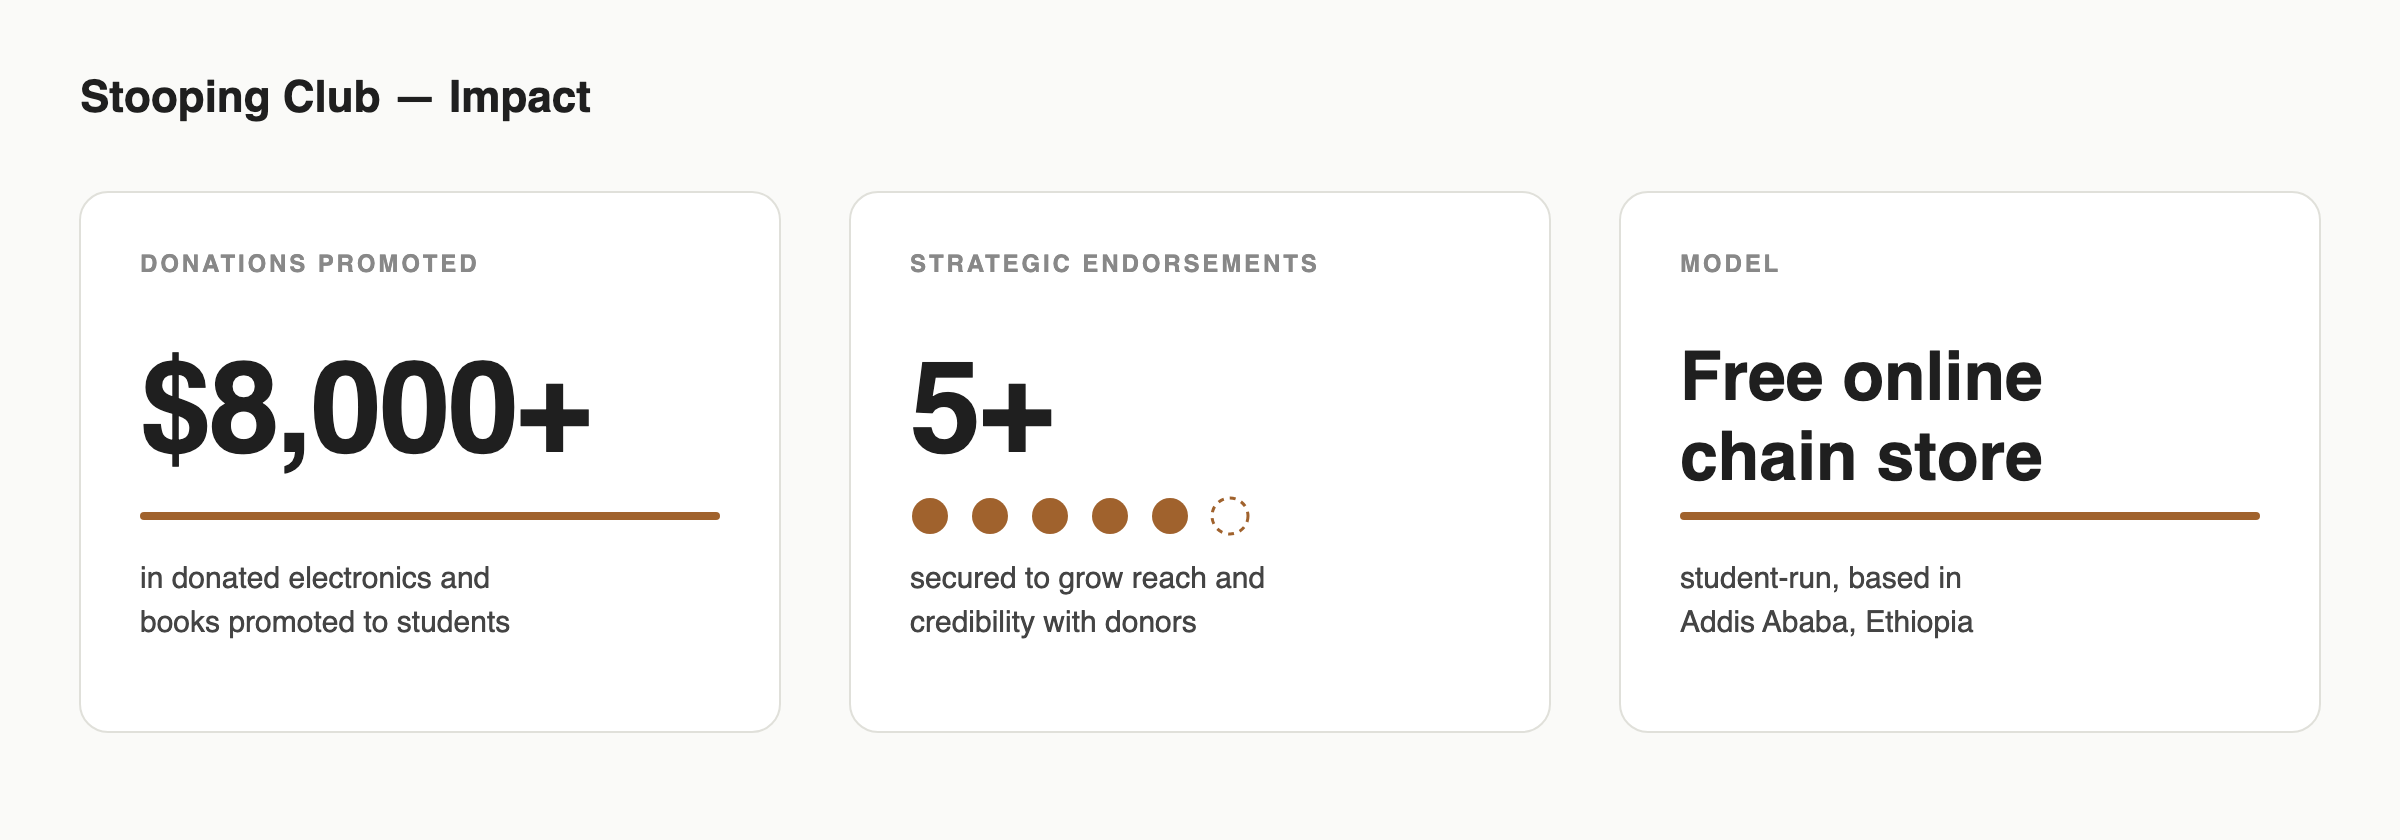 Stooping Club — Impact
DONATIONS PROMOTED
$8,000+
in donated electronics and
books promoted to students
STRATEGIC ENDORSEMENTS
5+
secured to grow reach and
credibility with donors
MODEL
Free online
chain store
student-run, based in
Addis Ababa, Ethiopia